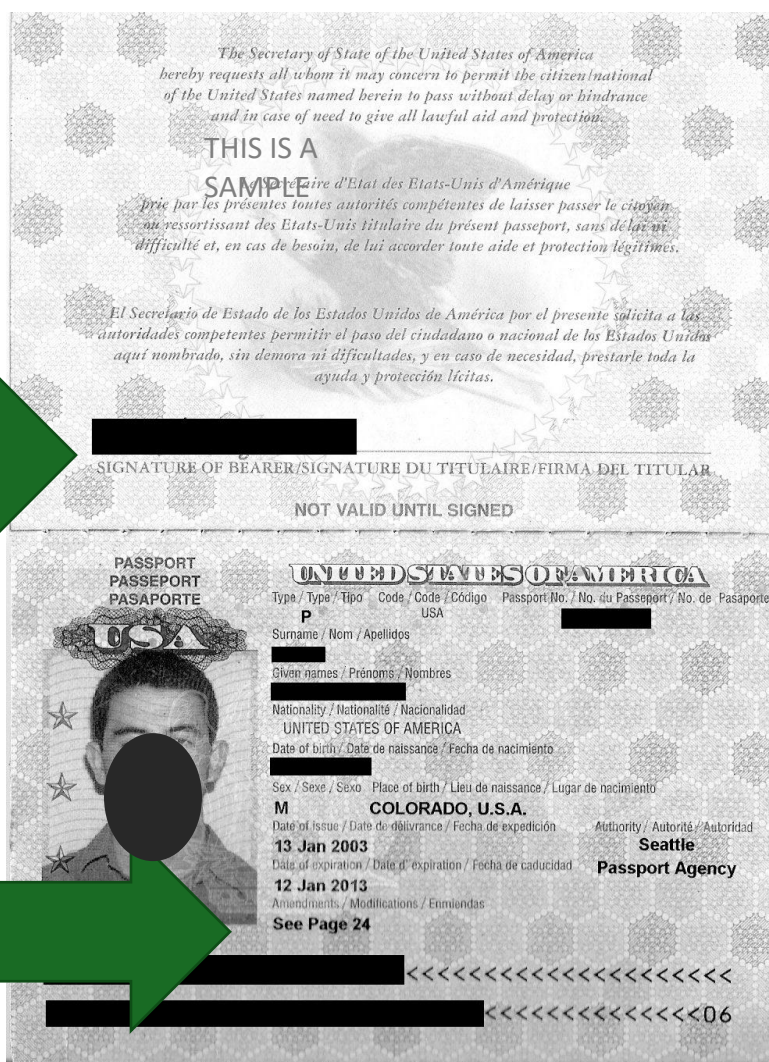 The Secretary of State of the United States of America
hereby requests all whom it may concern to permit the citizen/national
of the United States named herein to pass without delay or hindrance
and in case of need to give all lawful aid and protection.
THIS IS A
SAMPLE
Le Secrétaire d'Etat des Etats-Unis d'Amérique
prie par les présentes toutes autorités compétentes de laisser passer le citoyen
ou ressortissant des Etats-Unis titulaire du présent passeport, sans délai ni
difficulté et, en cas de besoin, de lui accorder toute aide et protection légitimes.
El Secretario de Estado de los Estados Unidos de América por el presente solicita a las
autoridades competentes permitir el paso del ciudadano o nacional de los Estados Unidos
aquí nombrado, sin demora ni dificultades, y en caso de necesidad, prestarle toda la
ayuda y protección lícitas.
SIGNATURE OF BEARER/SIGNATURE DU TITULAIRE/FIRMA DEL TITULAR
NOT VALID UNTIL SIGNED
PASSPORT
PASSEPORT
PASAPORTE
USA
UNITED STATES OF AMERICA
Type / Type / Tipo Code / Code / Código Passport No. / No. du Passeport / No. de Pasaporte
P USA
Surname / Nom / Apellidos
Given names / Prénoms / Nombres
Nationality / Nationalité / Nacionalidad
UNITED STATES OF AMERICA
Date of birth / Date de naissance / Fecha de nacimiento
Sex / Sexe / Sexo Place of birth / Lieu de naissance / Lugar de nacimiento
M COLORADO, U.S.A.
Date of issue / Date de délivrance / Fecha de expedición Authority / Autorité / Autoridad
13 Jan 2003 Seattle
Date of expiration / Date d'expiration / Fecha de caducidad Passport Agency
12 Jan 2013
Amendments / Modifications / Enmiendas
See Page 24
<<<<<<<<<<<<<<<<<<<<<
<<<<<<<<<<<<<<06